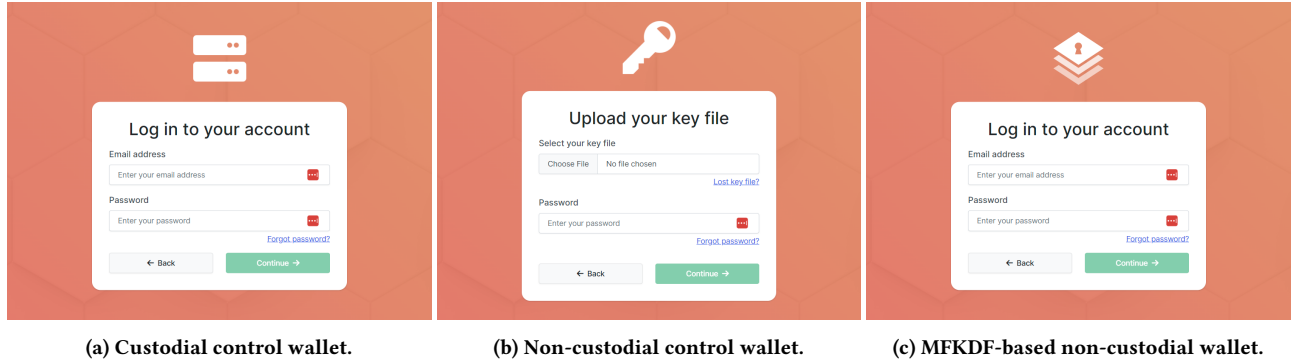 Log in to your account
Email address
Enter your email address
Password
Enter your password
Forgot password?
← Back
Continue →
(a) Custodial control wallet.
Upload your key file
Select your key file
Choose File
No file chosen
Lost key file?
Password
Enter your password
Forgot password?
← Back
Continue →
(b) Non-custodial control wallet.
Log in to your account
Email address
Enter your email address
Password
Enter your password
Forgot password?
← Back
Continue →
(c) MFKDF-based non-custodial wallet.